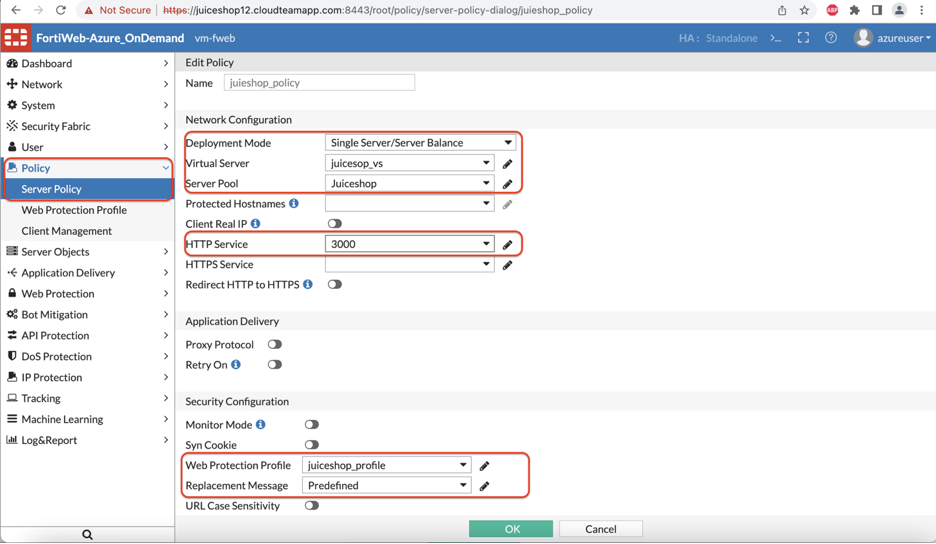 Not Secure | https://juiceshop12.cloudteamapp.com:8443/root/policy/server-policy-dialog/juieshop_policy
ABP
FortiWeb-Azure_OnDemand vm-fweb HA: Standalone >_ azureuser
Dashboard
Network
System
Security Fabric
User
Policy
Server Policy
Web Protection Profile
Client Management
Server Objects
Application Delivery
Web Protection
Bot Mitigation
API Protection
DoS Protection
IP Protection
Tracking
Machine Learning
Log&Report
Edit Policy
Name juieshop_policy
Network Configuration
Deployment Mode Single Server/Server Balance
Virtual Server juicesop_vs
Server Pool Juiceshop
Protected Hostnames
Client Real IP
HTTP Service 3000
HTTPS Service
Redirect HTTP to HTTPS
Application Delivery
Proxy Protocol
Retry On
Security Configuration
Monitor Mode
Syn Cookie
Web Protection Profile juiceshop_profile
Replacement Message Predefined
URL Case Sensitivity
OK Cancel